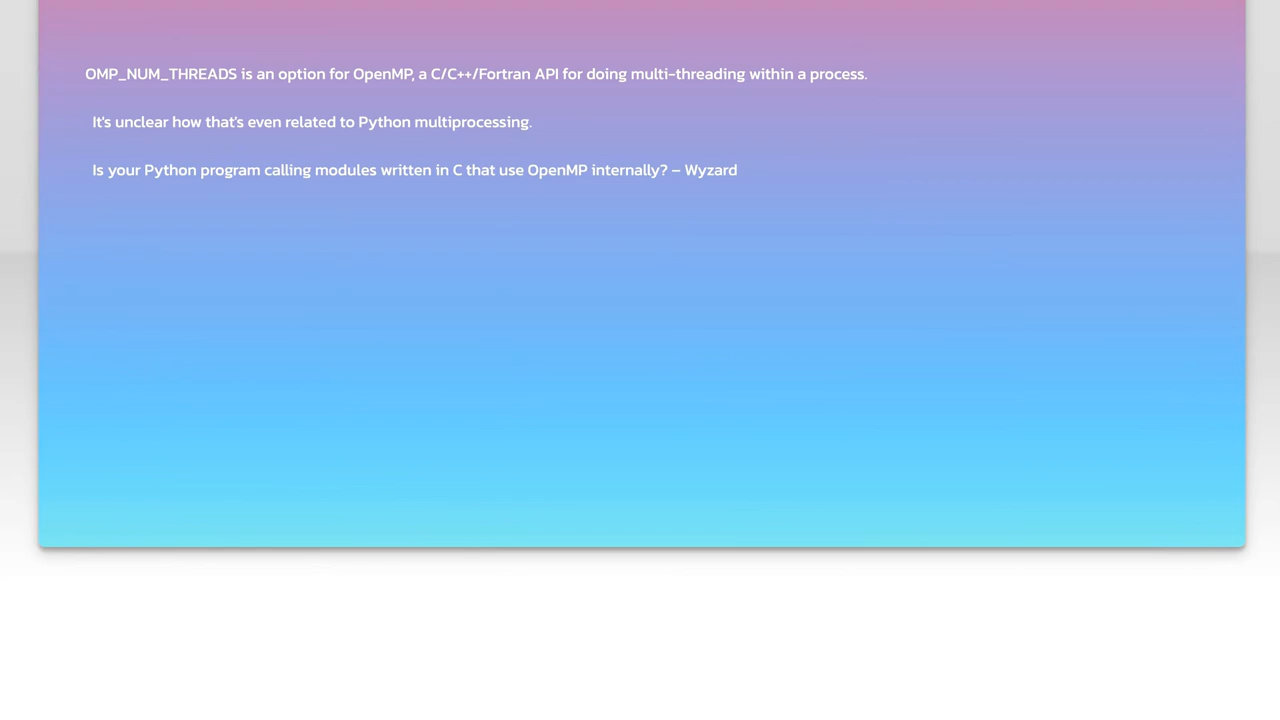 OMP_NUM_THREADS is an option for OpenMP, a C/C++/Fortran API for doing multi-threading within a process.
It's unclear how that's even related to Python multiprocessing.
Is your Python program calling modules written in C that use OpenMP internally? – Wyzard